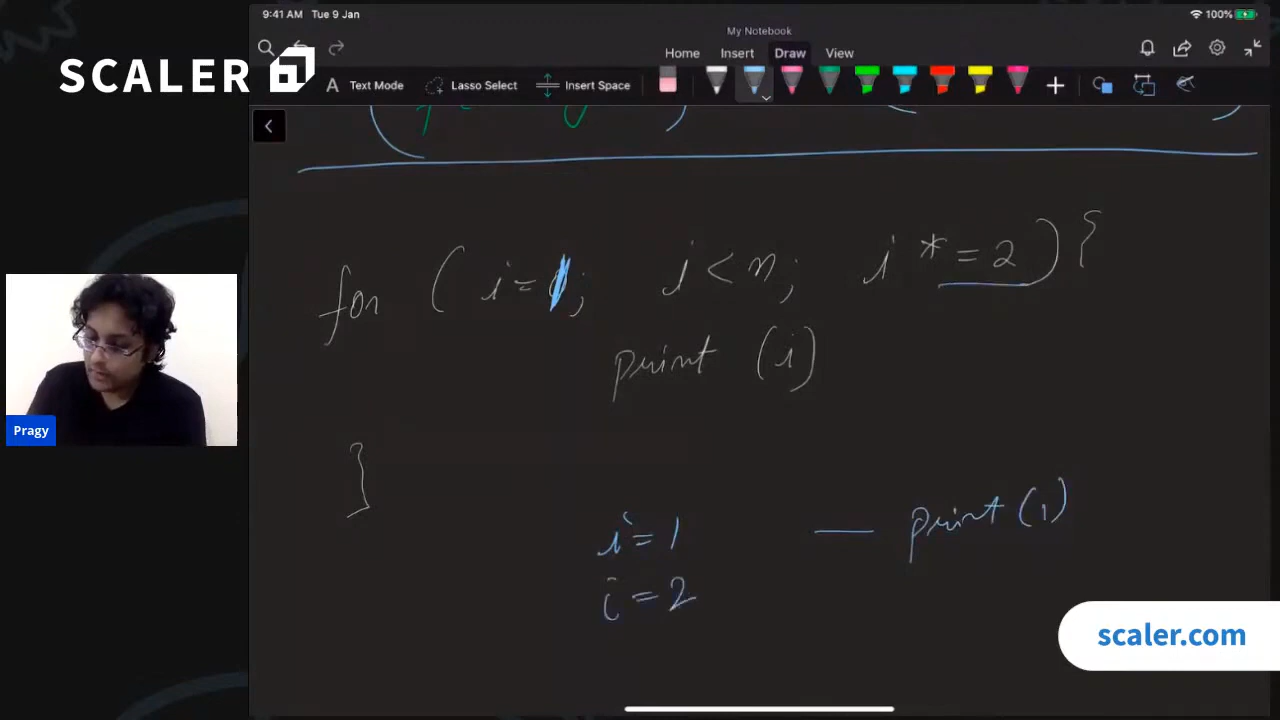 9:41 AM Tue 9 Jan
100%
My Notebook
SCALER
Home Insert Draw View
A Text Mode Lasso Select Insert Space
for ( i = 1; i < n; i * = 2 ) {
print (i)
}
Pragy
i = 1 — print (1)
i = 2
scaler.com